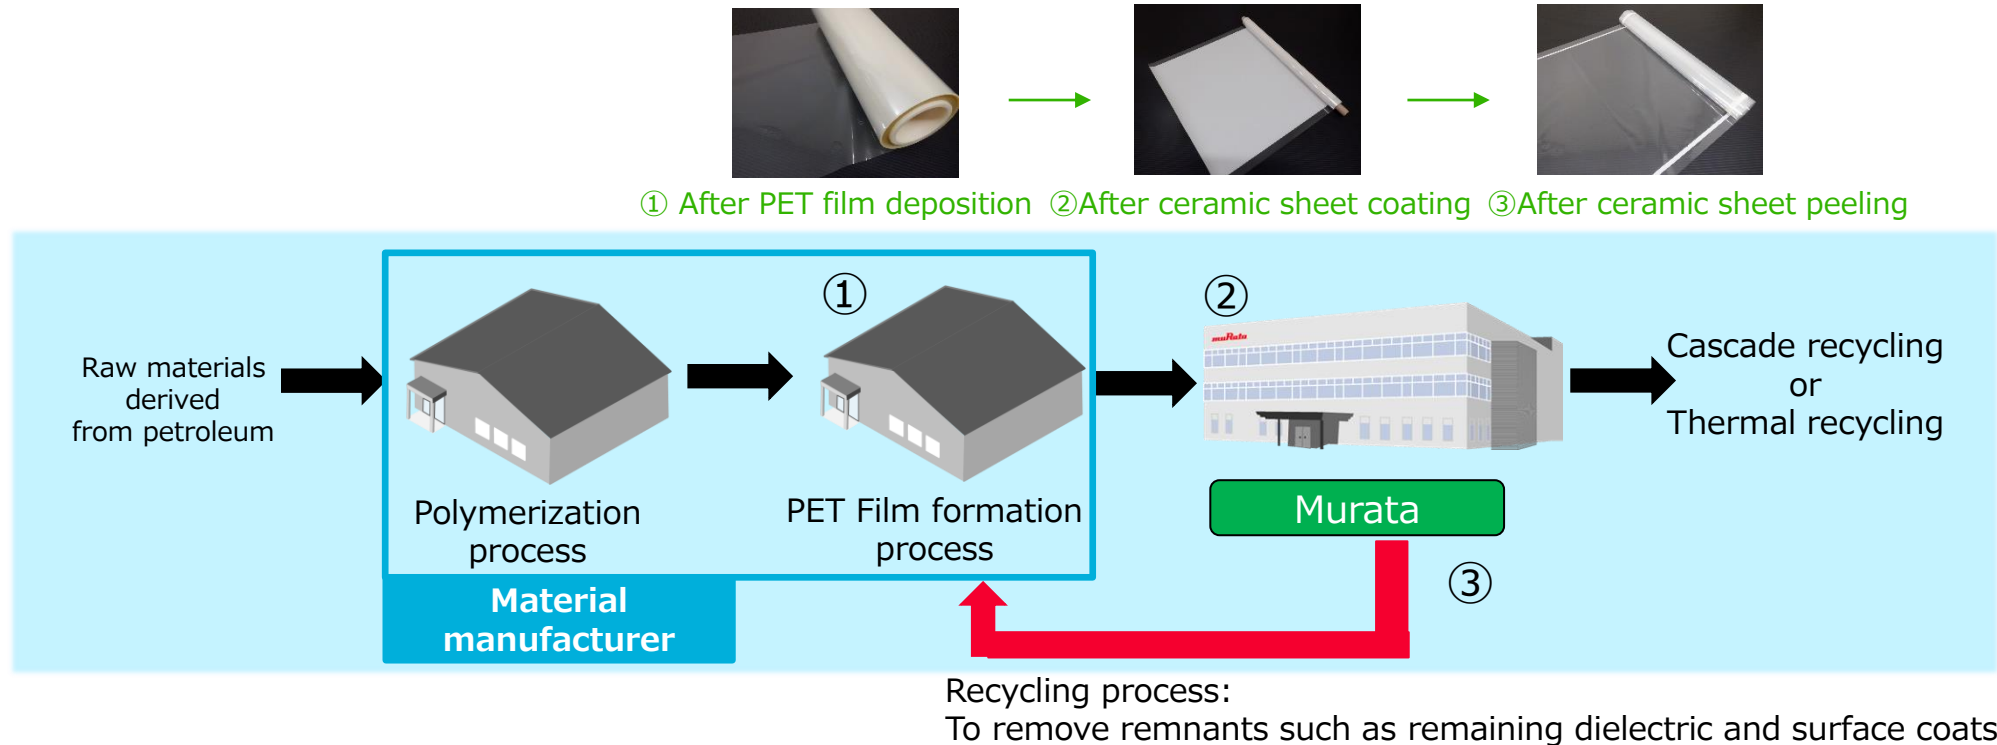 ① After PET film deposition
②After ceramic sheet coating
③After ceramic sheet peeling
Raw materials
derived
from petroleum
①
②
muRata
Cascade recycling
or
Thermal recycling
Polymerization
process
PET Film formation
process
Murata
③
Material
manufacturer
Recycling process:
To remove remnants such as remaining dielectric and surface coats